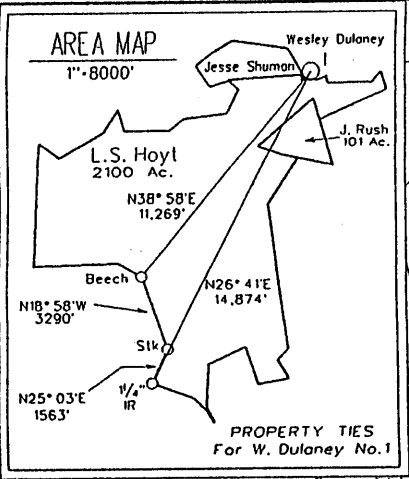 AREA MAP
1"=8000'
Wesley Dulaney
Jesse Shuman
J. Rush
101 Ac.
L.S. Hoyt
2100 Ac.
N38° 58'E
11,269'
Beech
N26° 41'E
14,874'
N18° 58'W
3290'
Stk
N25° 03'E
1563'
1¼"
IR
PROPERTY TIES
For W. Dulaney No.1